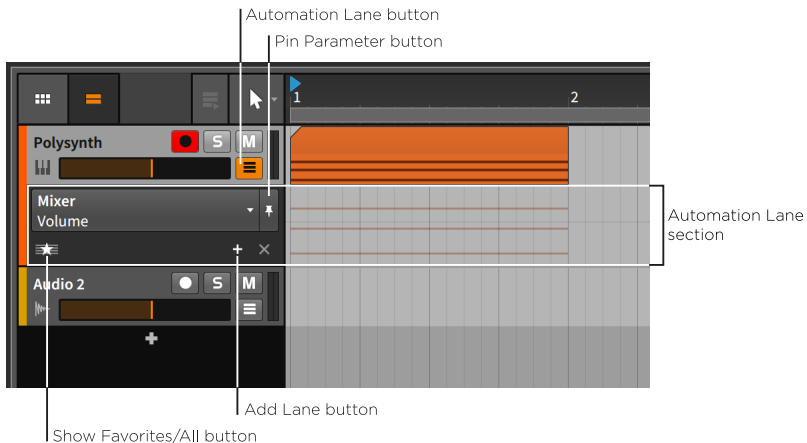 Automation Lane button
Pin Parameter button
1
2
Polysynth
S
M
Mixer
Volume
Automation Lane
section
Audio 2
S
M
Add Lane button
Show Favorites/All button